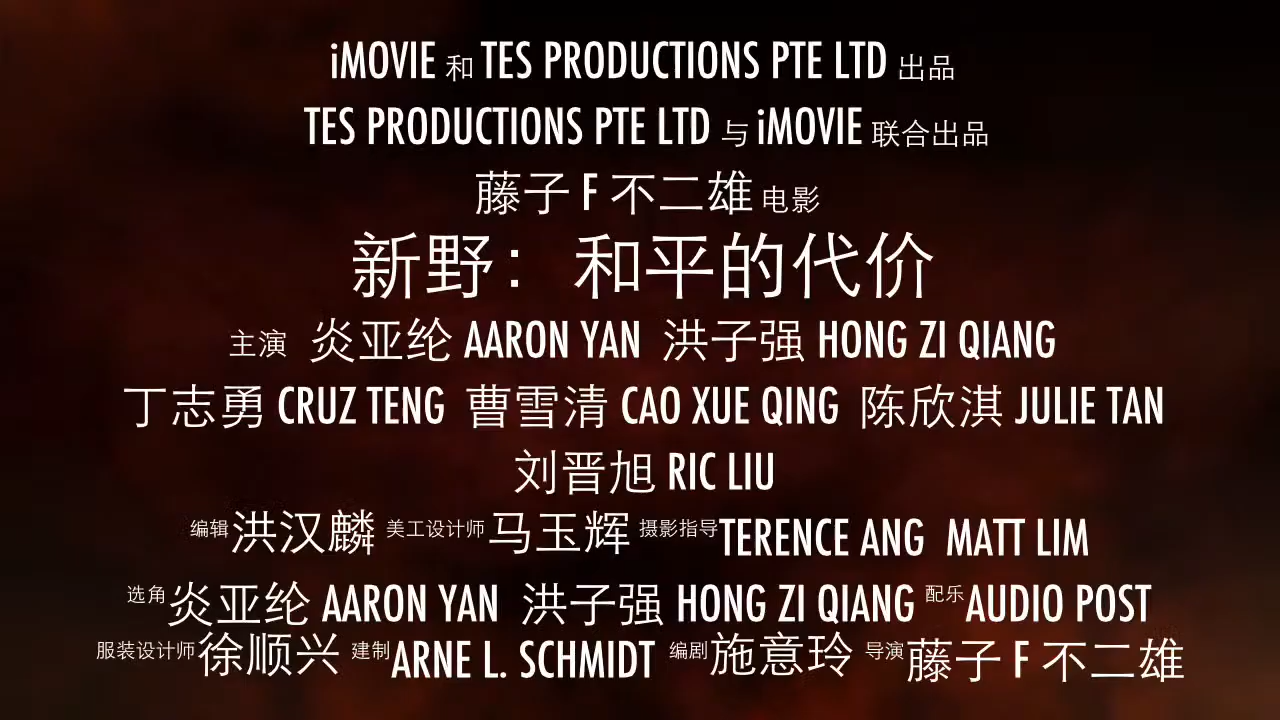 iMOVIE 和 TES PRODUCTIONS PTE LTD 出品
TES PRODUCTIONS PTE LTD 与 iMOVIE 联合出品
藤子 F 不二雄 电影
新野：和平的代价
主演 炎亚纶 AARON YAN 洪子强 HONG ZI QIANG
丁志勇 CRUZ TENG 曹雪清 CAO XUE QING 陈欣淇 JULIE TAN
刘晋旭 RIC LIU
编辑 洪汉麟 美工设计师 马玉辉 摄影指导 TERENCE ANG MATT LIM
选角 炎亚纶 AARON YAN 洪子强 HONG ZI QIANG 配乐 AUDIO POST
服装设计师 徐顺兴 建制 ARNE L. SCHMIDT 编剧 施意玲 导演 藤子 F 不二雄